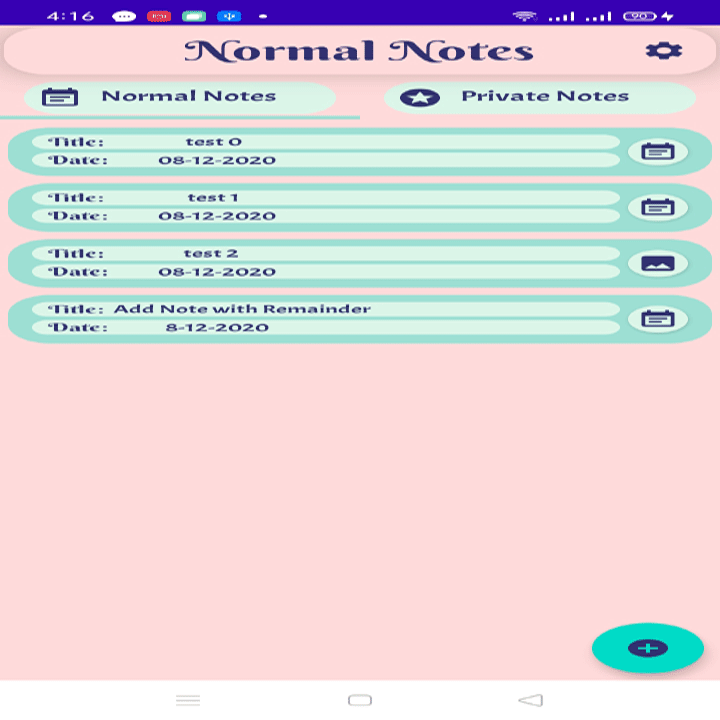 4:16 90
Normal Notes
Normal Notes Private Notes
Title: test 0
Date: 08-12-2020
Title: test 1
Date: 08-12-2020
Title: test 2
Date: 08-12-2020
Title: Add Note with Remainder
Date: 8-12-2020